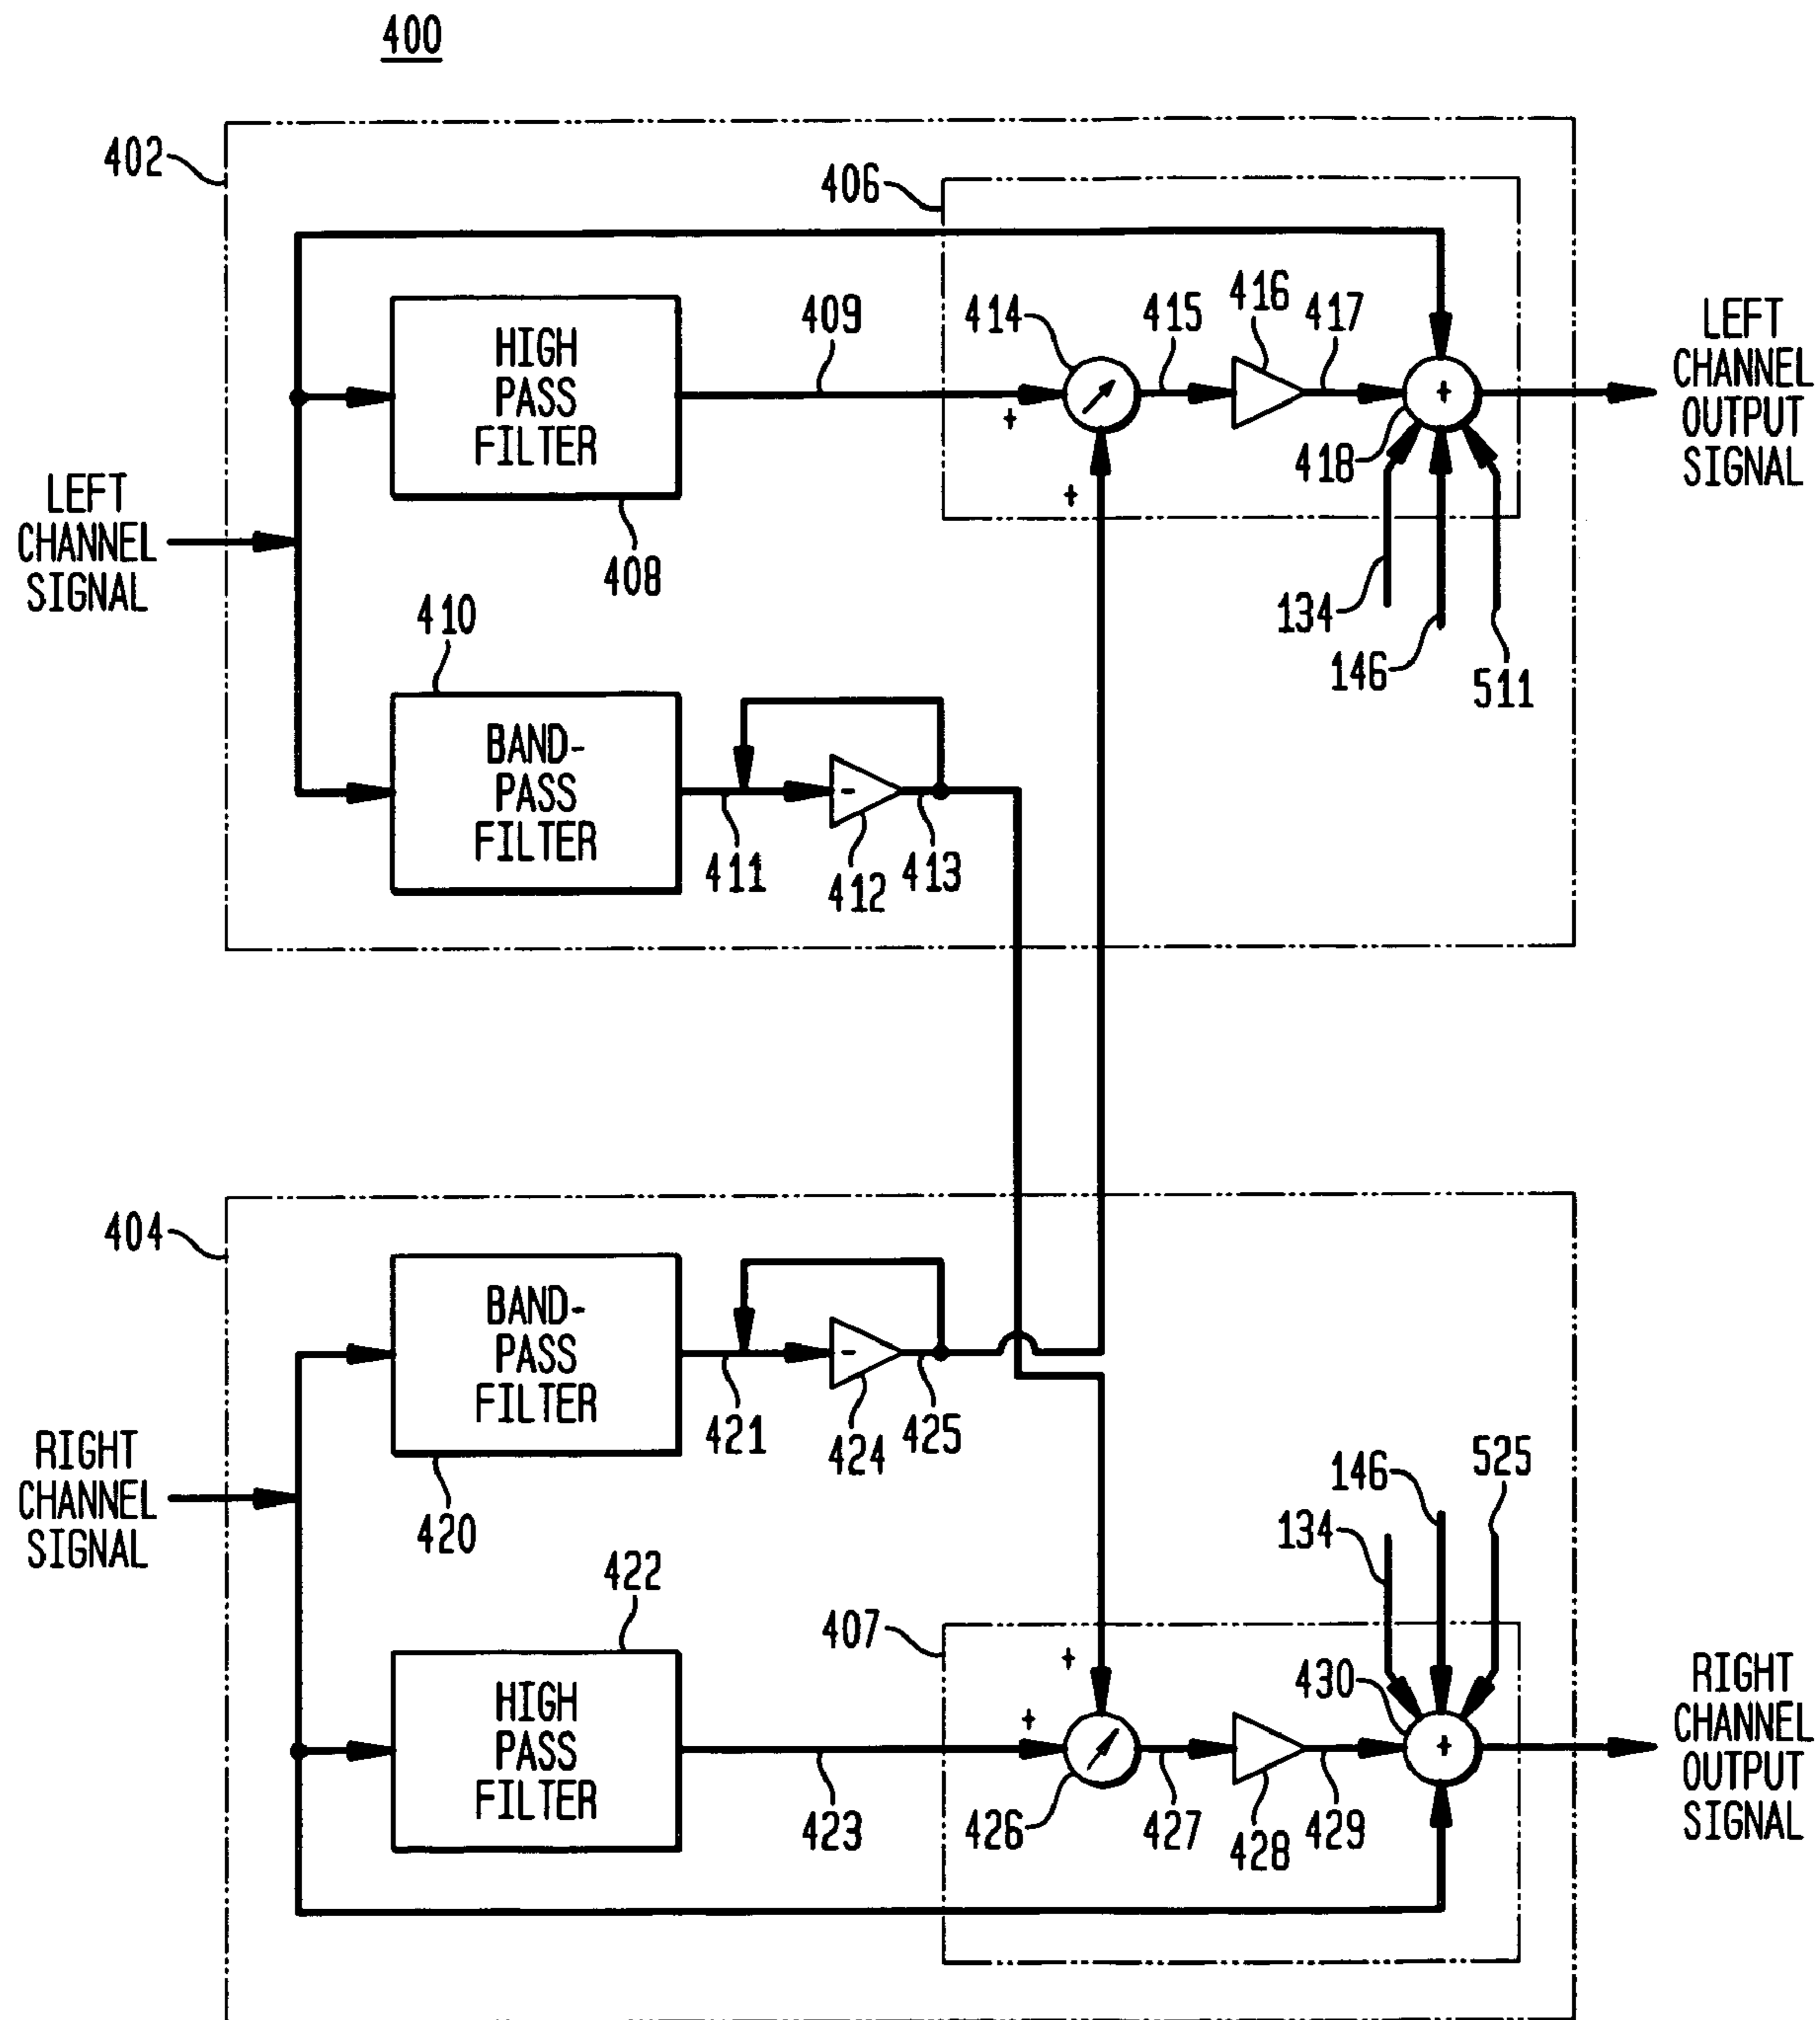 400
402
406
LEFT
CHANNEL
SIGNAL
HIGH
PASS
FILTER
408
409
414
+
+
415
416
417
+
418
134
146
511
LEFT
CHANNEL
OUTPUT
SIGNAL
410
BAND-
PASS
FILTER
411
-
412
413
404
RIGHT
CHANNEL
SIGNAL
BAND-
PASS
FILTER
420
421
-
424
425
422
HIGH
PASS
FILTER
423
407
+
+
426
427
428
429
134
146
525
430
+
RIGHT
CHANNEL
OUTPUT
SIGNAL